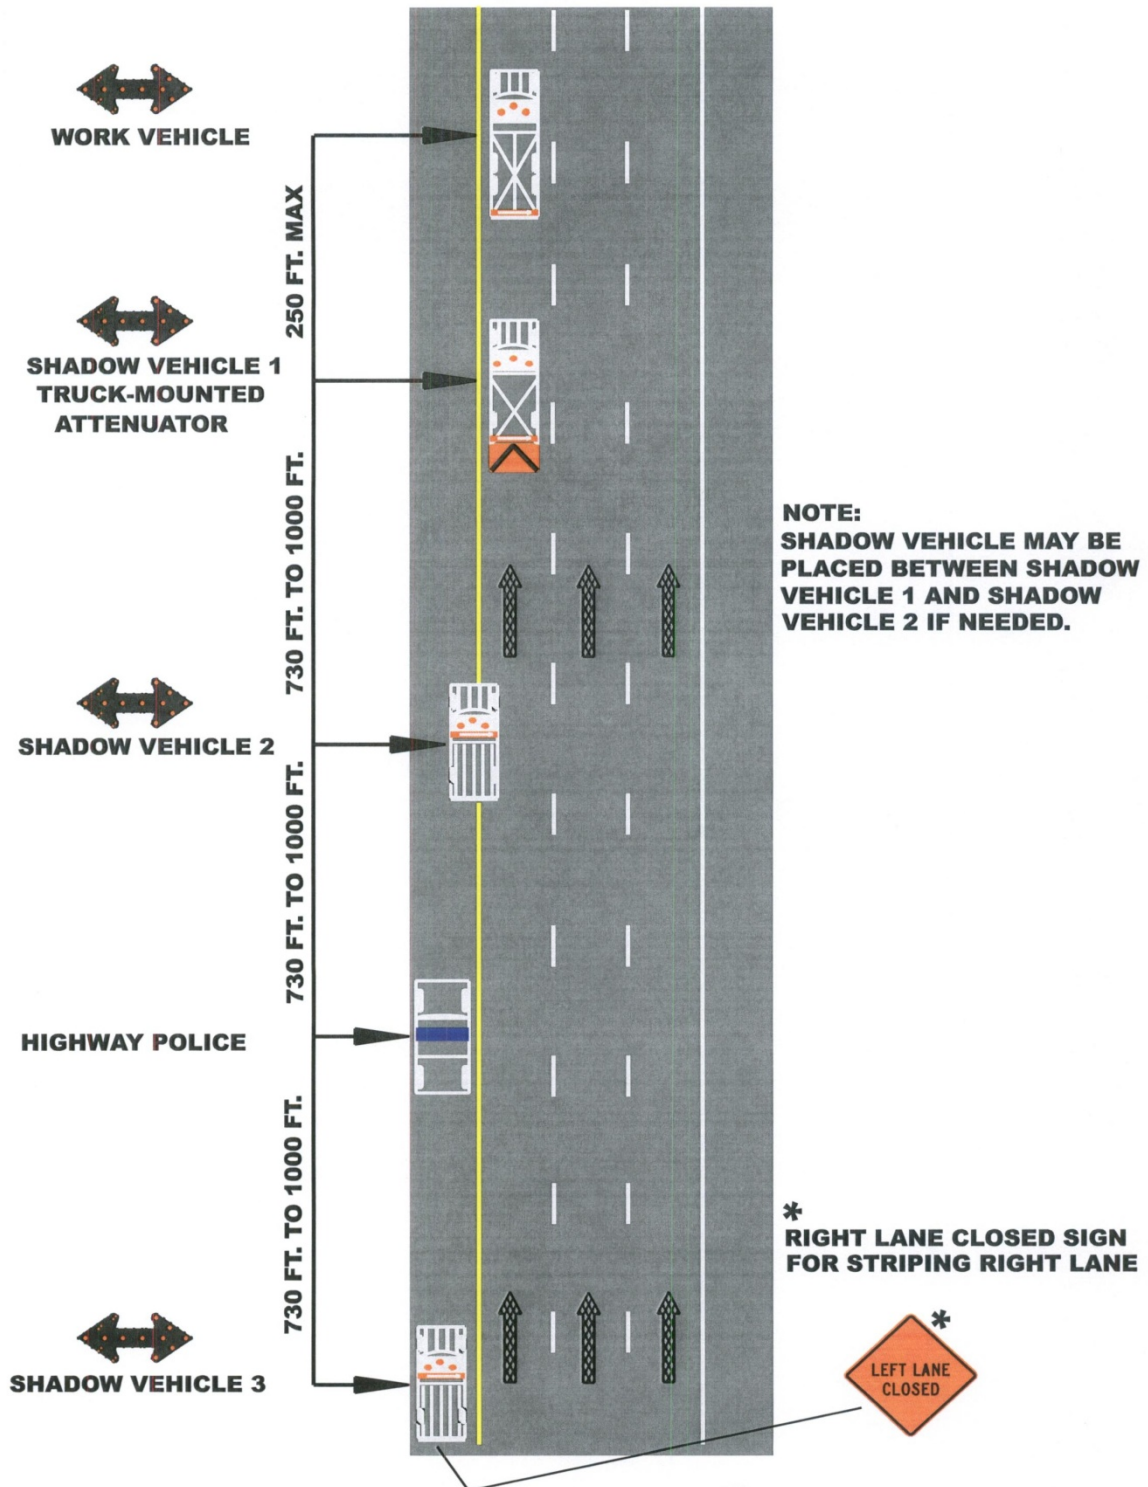 WORK VEHICLE
250 FT. MAX
SHADOW VEHICLE 1
TRUCK-MOUNTED
ATTENUATOR
730 FT. TO 1000 FT.
NOTE:
SHADOW VEHICLE MAY BE
PLACED BETWEEN SHADOW
VEHICLE 1 AND SHADOW
VEHICLE 2 IF NEEDED.
SHADOW VEHICLE 2
730 FT. TO 1000 FT.
HIGHWAY POLICE
730 FT. TO 1000 FT.
*
RIGHT LANE CLOSED SIGN
FOR STRIPING RIGHT LANE
*
LEFT LANE
CLOSED
SHADOW VEHICLE 3